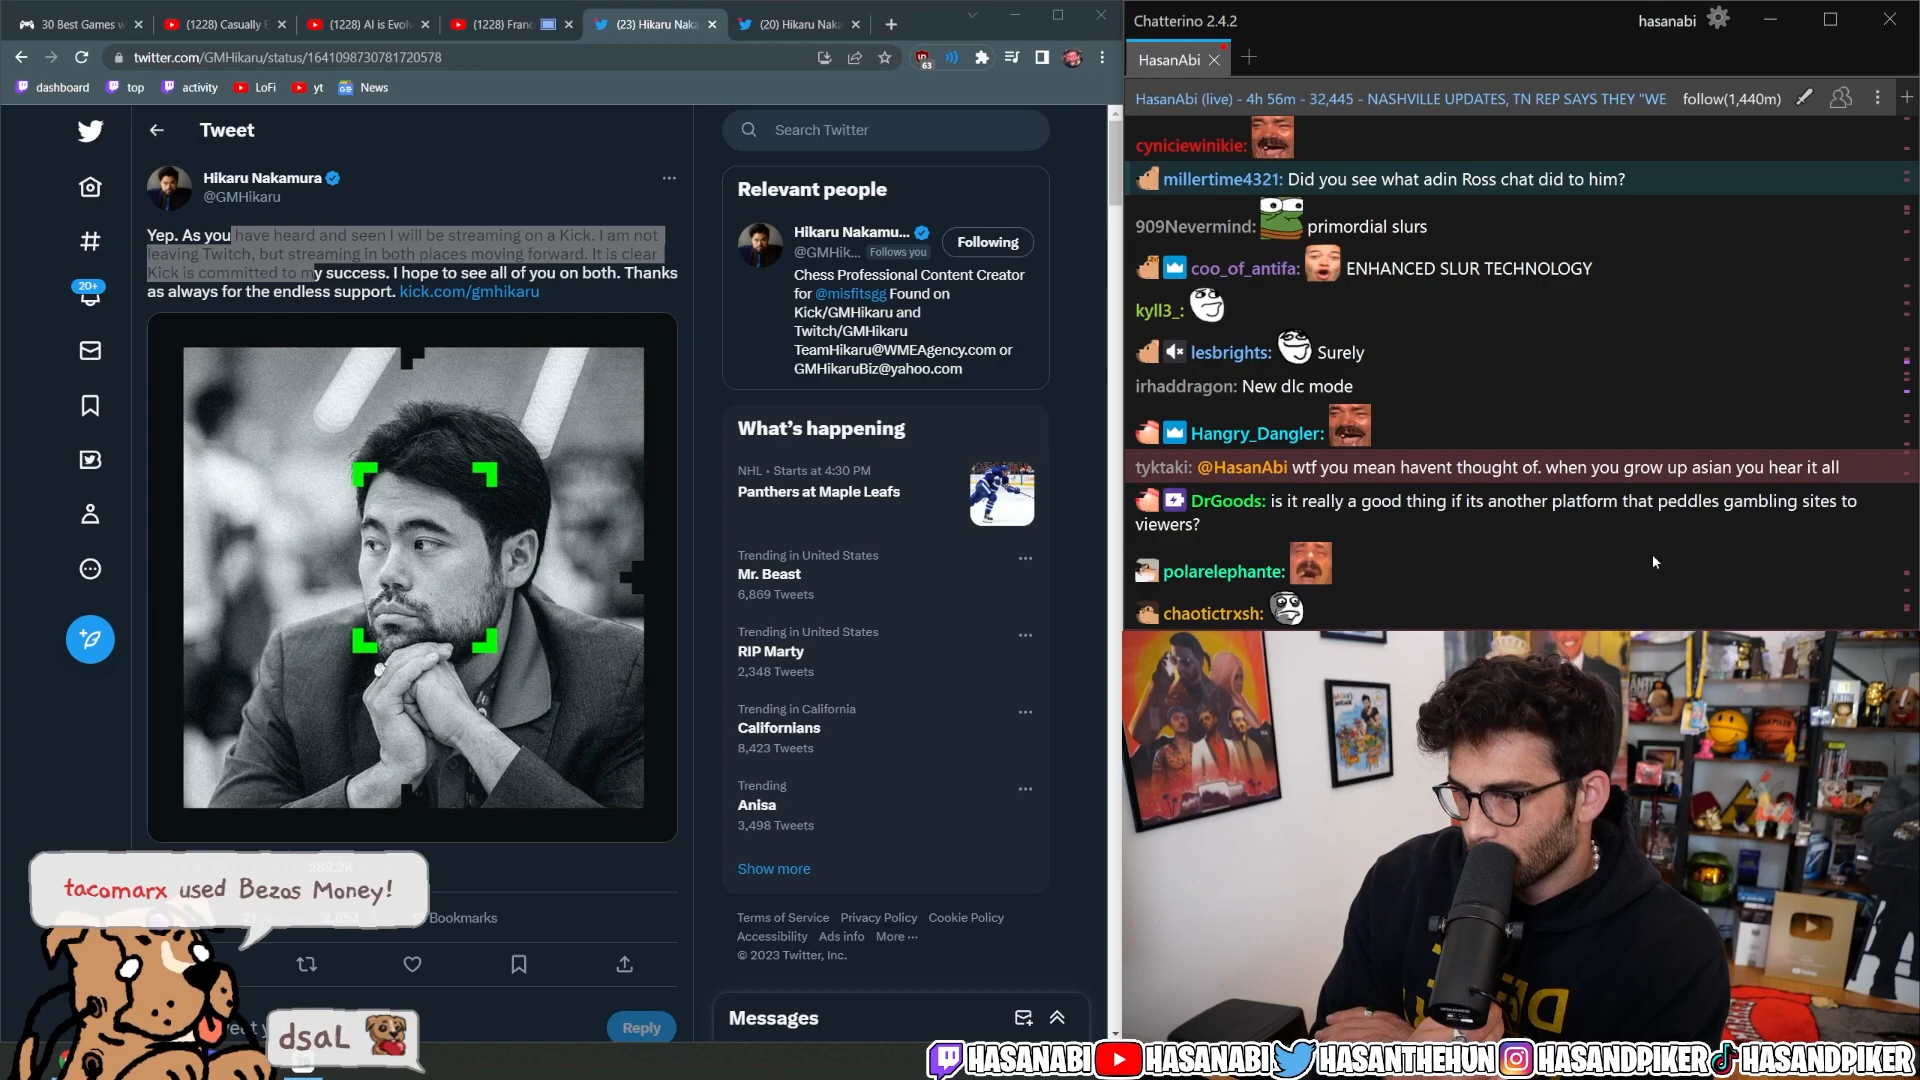 30 Best Games w
(1228) Casually E
(1228) AI is Evol
(1228) Franc
(23) Hikaru Naka
(20) Hikaru Naka
twitter.com/GMHikaru/status/1641098730781720578
63
dashboard
top
activity
LoFi
yt
News
Tweet
Hikaru Nakamura
@GMHikaru
Yep. As you have heard and seen I will be streaming on a Kick. I am not
leaving Twitch, but streaming in both places moving forward. It is clear
Kick is committed to my success. I hope to see all of you on both. Thanks
as always for the endless support. kick.com/gmhikaru
20+
tacomarx used Bezos Money!
2,853
Bookmarks
dsaL
Reply
Search Twitter
Relevant people
Hikaru Nakamu...
@GMHik...
Follows you
Following
Chess Professional Content Creator
for @misfitsgg Found on
Kick/GMHikaru and
Twitch/GMHikaru
TeamHikaru@WMEAgency.com or
GMHikaruBiz@yahoo.com
What's happening
NHL · Starts at 4:30 PM
Panthers at Maple Leafs
Trending in United States
Mr. Beast
6,869 Tweets
Trending in United States
RIP Marty
2,348 Tweets
Trending in California
Californians
8,423 Tweets
Trending
Anisa
3,498 Tweets
Show more
Terms of Service Privacy Policy Cookie Policy
Accessibility Ads info More ···
© 2023 Twitter, Inc.
Messages
Chatterino 2.4.2
hasanabi
HasanAbi
HasanAbi (live) - 4h 56m - 32,445 - NASHVILLE UPDATES, TN REP SAYS THEY "WE
follow(1,440m)
cyniciewinikie:
millertime4321: Did you see what adin Ross chat did to him?
909Nevermind: primordial slurs
coo_of_antifa: ENHANCED SLUR TECHNOLOGY
kyll3_:
lesbrights: Surely
irhaddragon: New dlc mode
Hangry_Dangler:
tyktaki: @HasanAbi wtf you mean havent thought of. when you grow up asian you hear it all
DrGoods: is it really a good thing if its another platform that peddles gambling sites to
viewers?
polarelephante:
chaotictrxsh:
HASANABI HASANABI HASANTHEHUN HASANDPIKER HASANDPIKER